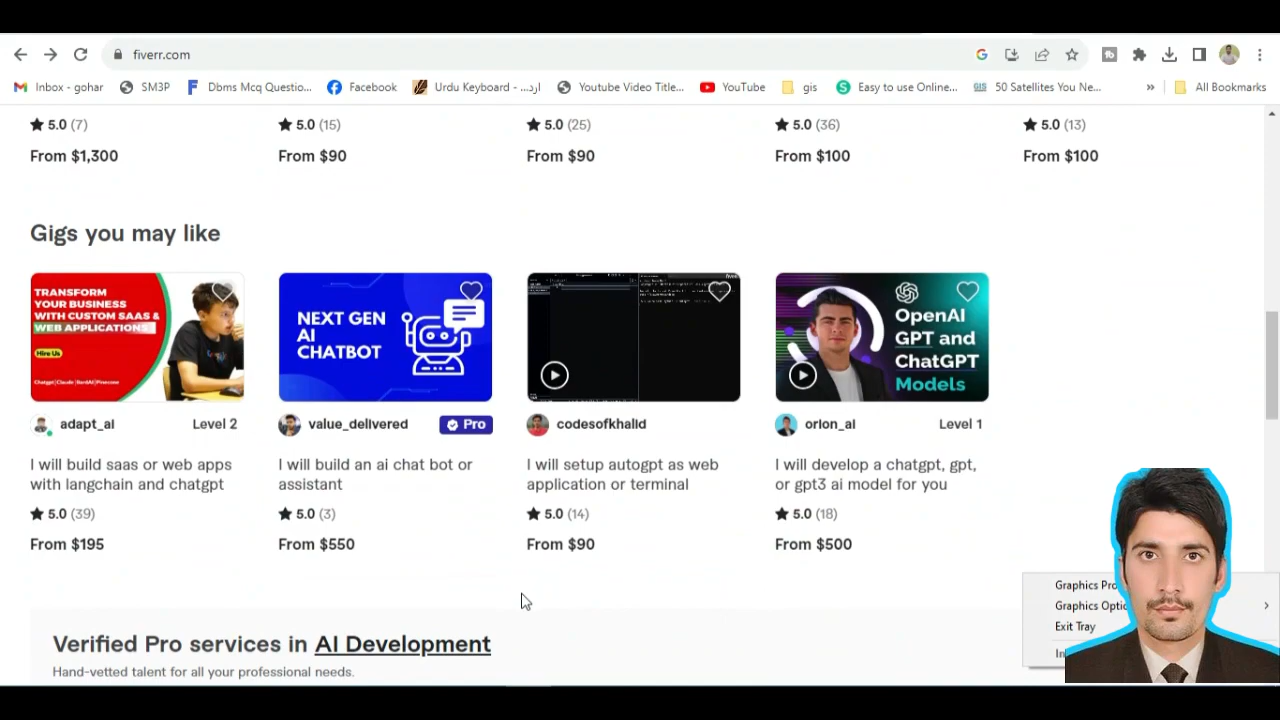 fiverr.com
Inbox - gohar SM3P Dbms Mcq Questio... Facebook Urdu Keyboard - ...اردو Youtube Video Title... YouTube gis Easy to use Online... 50 Satellites You Ne... » All Bookmarks
5.0 (7) 5.0 (15) 5.0 (25) 5.0 (36) 5.0 (13)
From $1,300 From $90 From $90 From $100 From $100
Gigs you may like
TRANSFORM
YOUR BUSINESS
WITH CUSTOM SAAS &
WEB APPLICATIONS
Hire Us
Chatgpt|Claude|BardAI|Pinecone
NEXT GEN
AI
CHATBOT
OpenAI
GPT and
ChatGPT
Models
adapt_ai Level 2 value_delivered Pro codesofkhalid orion_ai Level 1
I will build saas or web apps
with langchain and chatgpt
I will build an ai chat bot or
assistant
I will setup autogpt as web
application or terminal
I will develop a chatgpt, gpt,
or gpt3 ai model for you
5.0 (39) 5.0 (3) 5.0 (14) 5.0 (18)
From $195 From $550 From $90 From $500
Graphics Pro
Graphics Optio
Exit Tray
Verified Pro services in AI Development
Hand-vetted talent for all your professional needs.